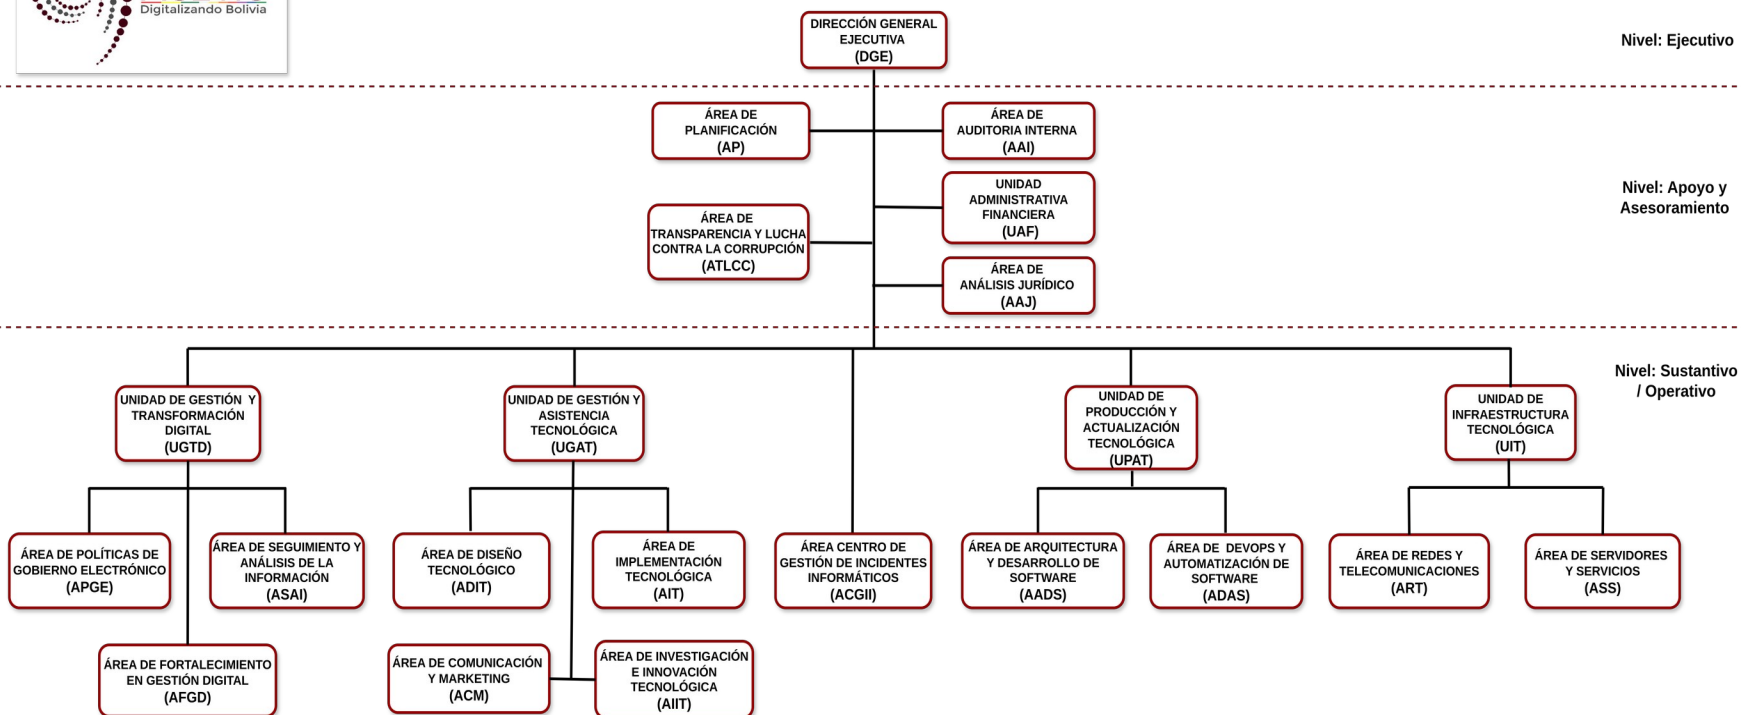 Digitalizando Bolivia
DIRECCIÓN GENERAL
EJECUTIVA
(DGE)
Nivel: Ejecutivo
ÁREA DE
PLANIFICACIÓN
(AP)
ÁREA DE
AUDITORIA INTERNA
(AAI)
UNIDAD
ADMINISTRATIVA
FINANCIERA
(UAF)
Nivel: Apoyo y
Asesoramiento
ÁREA DE
TRANSPARENCIA Y LUCHA
CONTRA LA CORRUPCIÓN
(ATLCC)
ÁREA DE
ANÁLISIS JURÍDICO
(AAJ)
Nivel: Sustantivo
/ Operativo
UNIDAD DE GESTIÓN Y
TRANSFORMACIÓN
DIGITAL
(UGTD)
UNIDAD DE GESTIÓN Y
ASISTENCIA
TECNOLÓGICA
(UGAT)
UNIDAD DE
PRODUCCIÓN Y
ACTUALIZACIÓN
TECNOLÓGICA
(UPAT)
UNIDAD DE
INFRAESTRUCTURA
TECNOLÓGICA
(UIT)
ÁREA DE POLÍTICAS DE
GOBIERNO ELECTRÓNICO
(APGE)
ÁREA DE SEGUIMIENTO Y
ANÁLISIS DE LA
INFORMACIÓN
(ASAI)
ÁREA DE DISEÑO
TECNOLÓGICO
(ADIT)
ÁREA DE
IMPLEMENTACIÓN
TECNOLÓGICA
(AIT)
ÁREA CENTRO DE
GESTIÓN DE INCIDENTES
INFORMÁTICOS
(ACGII)
ÁREA DE ARQUITECTURA
Y DESARROLLO DE
SOFTWARE
(AADS)
ÁREA DE DEVOPS Y
AUTOMATIZACIÓN DE
SOFTWARE
(ADAS)
ÁREA DE REDES Y
TELECOMUNICACIONES
(ART)
ÁREA DE SERVIDORES
Y SERVICIOS
(ASS)
ÁREA DE FORTALECIMIENTO
EN GESTIÓN DIGITAL
(AFGD)
ÁREA DE COMUNICACIÓN
Y MARKETING
(ACM)
ÁREA DE INVESTIGACIÓN
E INNOVACIÓN
TECNOLÓGICA
(AIIT)